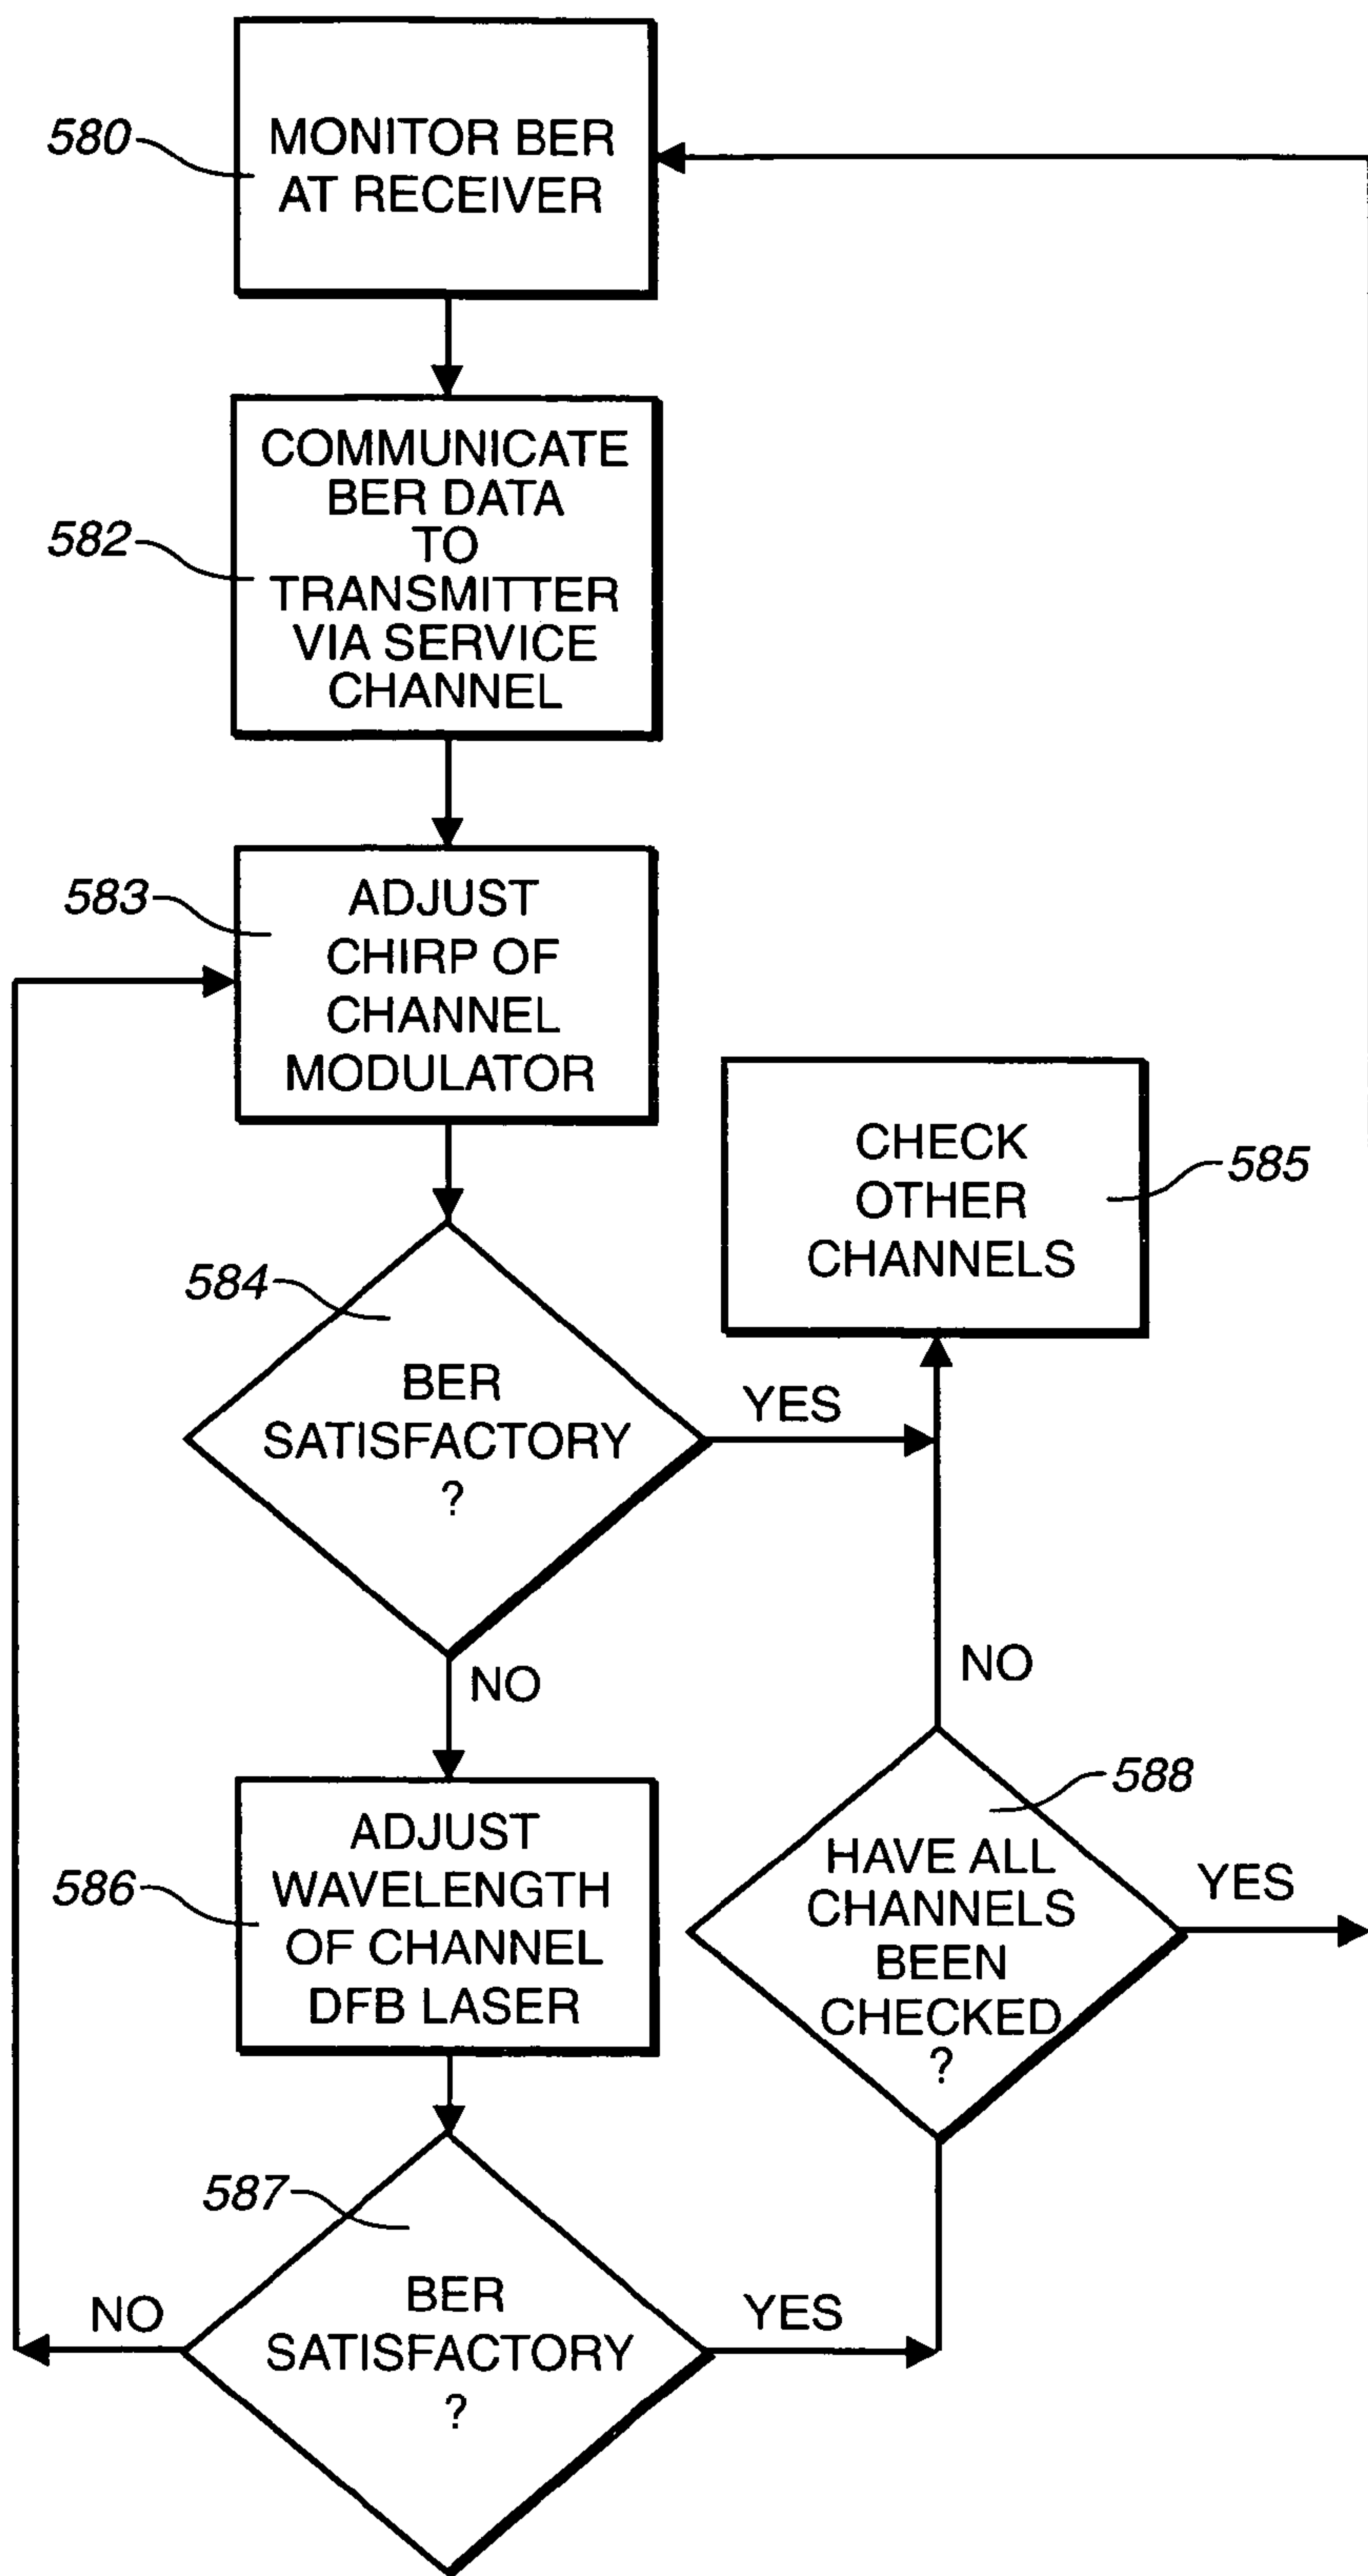 580
MONITOR BER
AT RECEIVER
582
COMMUNICATE
BER DATA
TO
TRANSMITTER
VIA SERVICE
CHANNEL
583
ADJUST
CHIRP OF
CHANNEL
MODULATOR
CHECK
OTHER
CHANNELS
585
584
BER
SATISFACTORY
?
YES
NO
NO
586
ADJUST
WAVELENGTH
OF CHANNEL
DFB LASER
588
HAVE ALL
CHANNELS
BEEN
CHECKED
?
YES
587
BER
SATISFACTORY
?
NO
YES